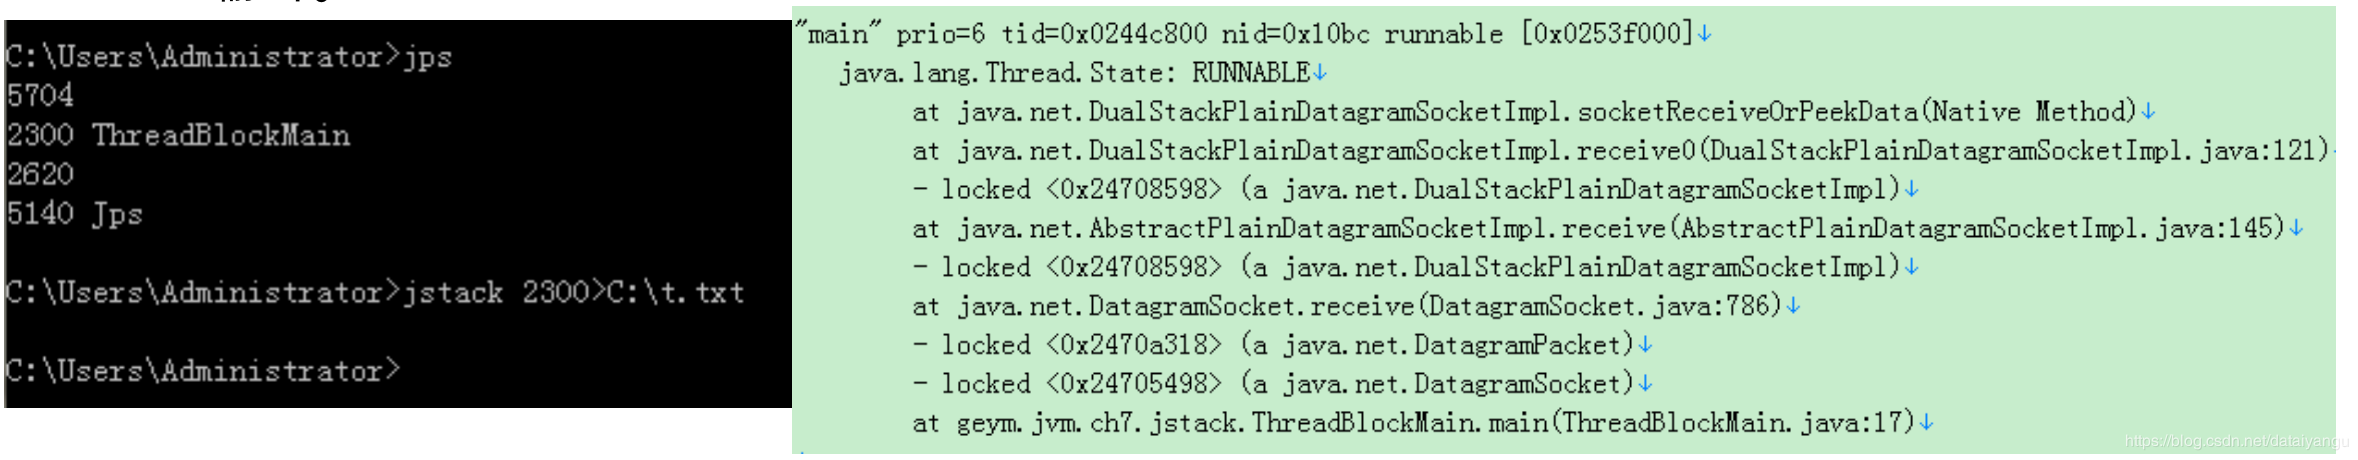 C:\Users\Administrator>jps
5704
2300 ThreadBlockMain
2620
5140 Jps
C:\Users\Administrator>jstack 2300>C:\t.txt
C:\Users\Administrator>
"main" prio=6 tid=0x0244c800 nid=0x10bc runnable [0x0253f000]↓
java.lang.Thread.State: RUNNABLE↓
at java.net.DualStackPlainDatagramSocketImpl.socketReceiveOrPeekData(Native Method)↓
at java.net.DualStackPlainDatagramSocketImpl.receive0(DualStackPlainDatagramSocketImpl.java:121)
- locked <0x24708598> (a java.net.DualStackPlainDatagramSocketImpl)↓
at java.net.AbstractPlainDatagramSocketImpl.receive(AbstractPlainDatagramSocketImpl.java:145)↓
- locked <0x24708598> (a java.net.DualStackPlainDatagramSocketImpl)↓
at java.net.DatagramSocket.receive(DatagramSocket.java:786)↓
- locked <0x2470a318> (a java.net.DatagramPacket)↓
- locked <0x24705498> (a java.net.DatagramSocket)↓
at geym.jvm.ch7.jstack.ThreadBlockMain.main(ThreadBlockMain.java:17)↓
https://blog.csdn.net/dataiyangu